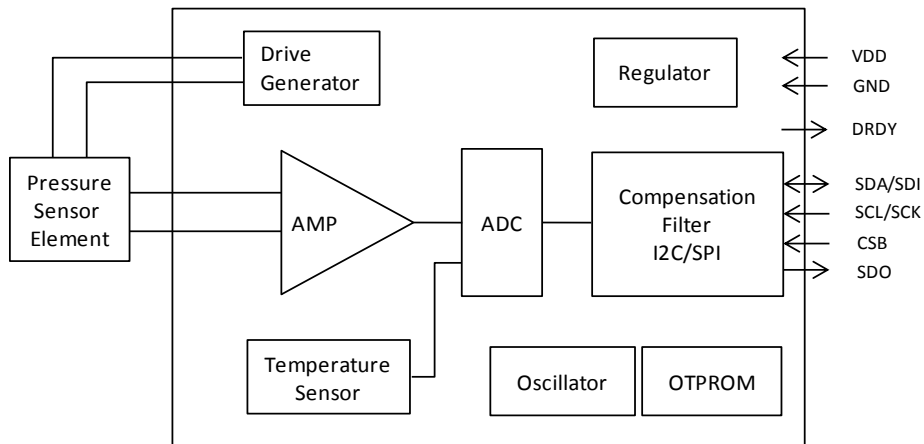 Drive
Generator
Regulator
VDD
GND
DRDY
Pressure
Sensor
Element
AMP
ADC
Compensation
Filter
I2C/SPI
SDA/SDI
SCL/SCK
CSB
SDO
Temperature
Sensor
Oscillator
OTPROM